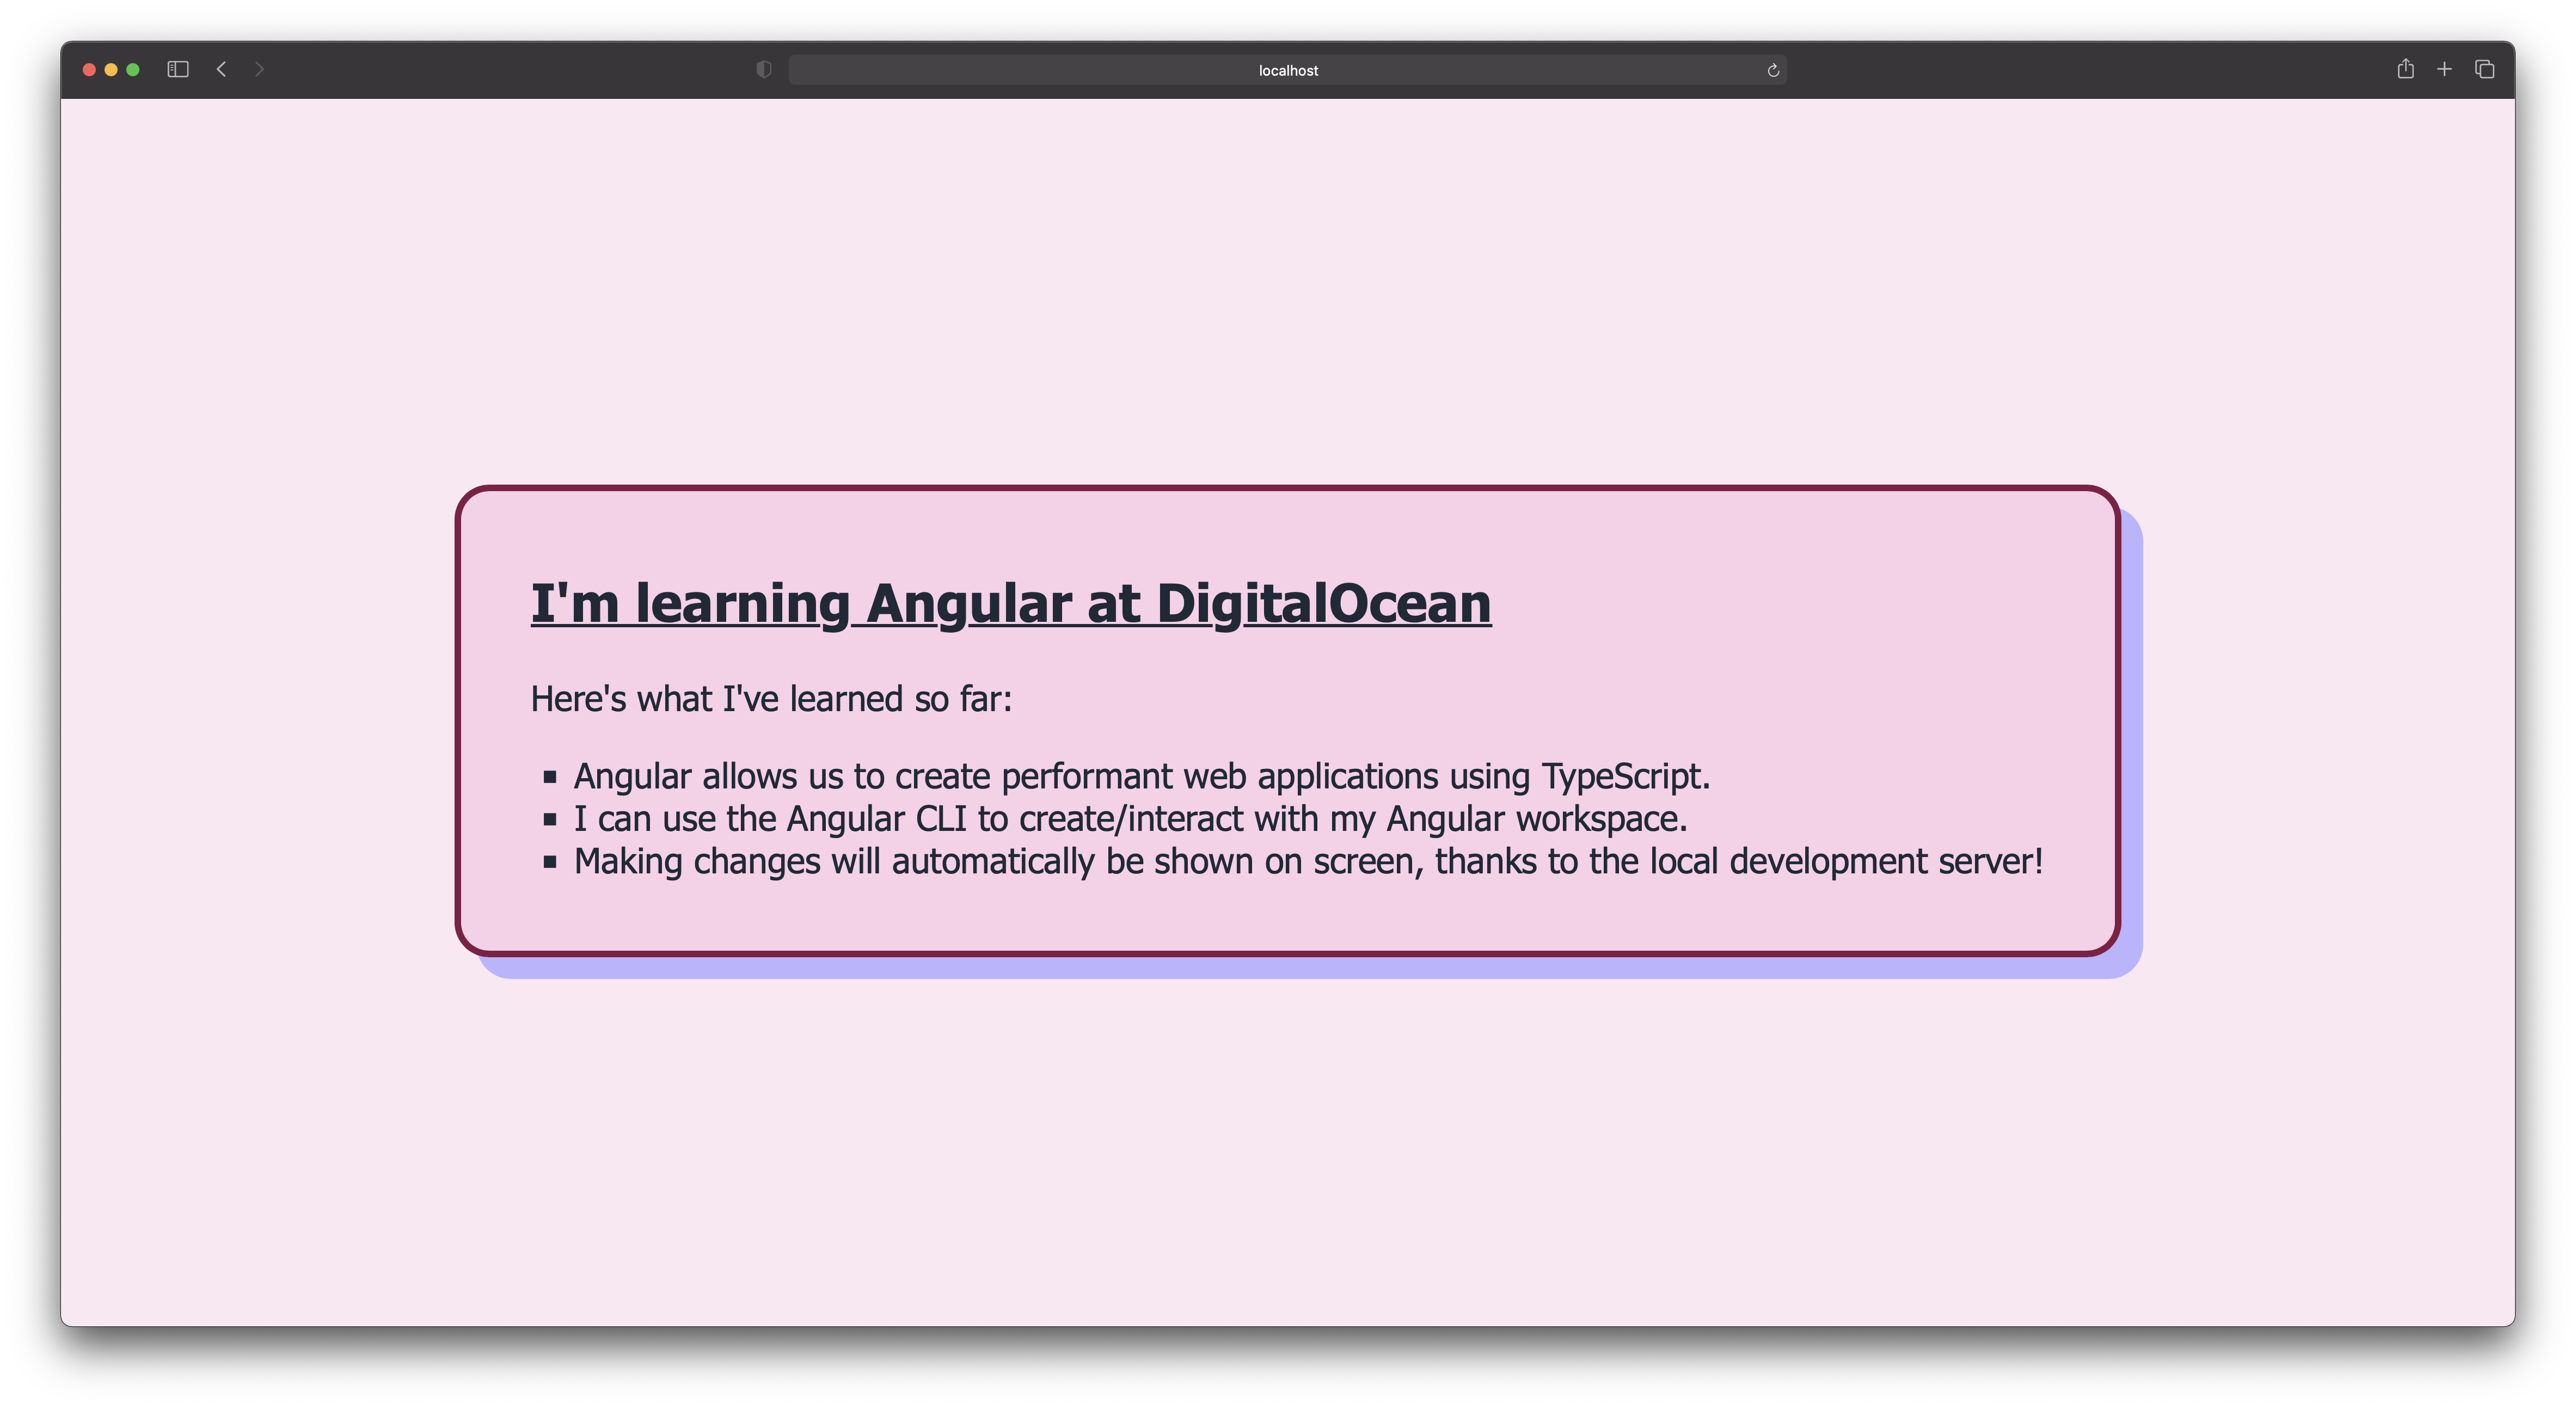 localhost
I'm learning Angular at DigitalOcean
Here's what I've learned so far:
Angular allows us to create performant web applications using TypeScript.
I can use the Angular CLI to create/interact with my Angular workspace.
Making changes will automatically be shown on screen, thanks to the local development server!